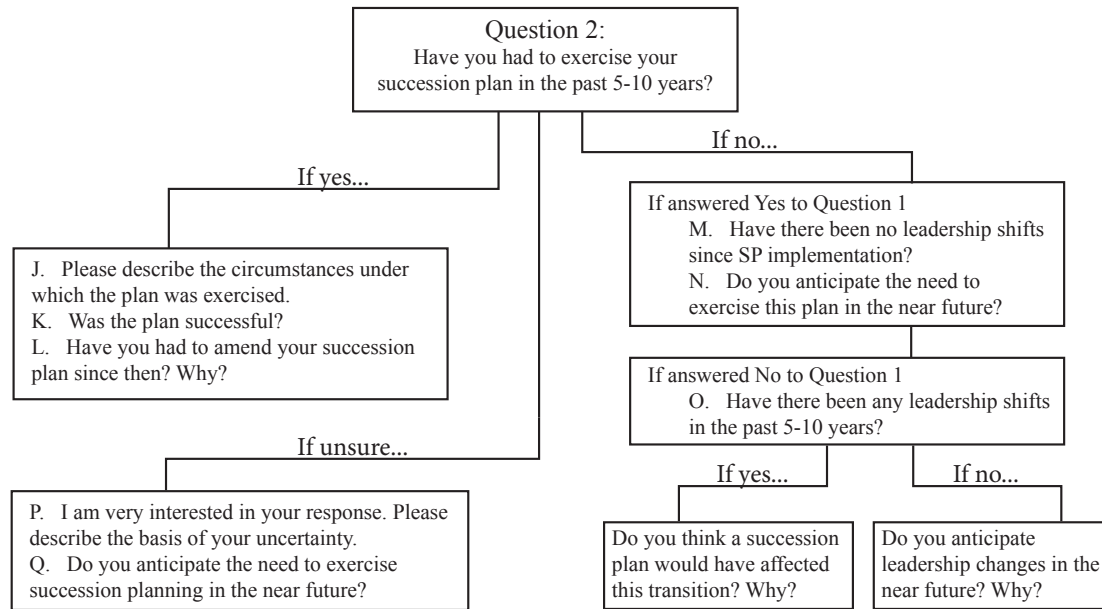 Question 2:
Have you had to exercise your
succession plan in the past 5-10 years?
If yes...
J. Please describe the circumstances under
which the plan was exercised.
K. Was the plan successful?
L. Have you had to amend your succession
plan since then? Why?
If unsure...
P. I am very interested in your response. Please
describe the basis of your uncertainty.
Q. Do you anticipate the need to exercise
succession planning in the near future?
If no...
If answered Yes to Question 1
M. Have there been no leadership shifts
since SP implementation?
N. Do you anticipate the need to
exercise this plan in the near future?
If answered No to Question 1
O. Have there been any leadership shifts
in the past 5-10 years?
If yes...
Do you think a succession
plan would have affected
this transition? Why?
If no...
Do you anticipate
leadership changes in the
near future? Why?